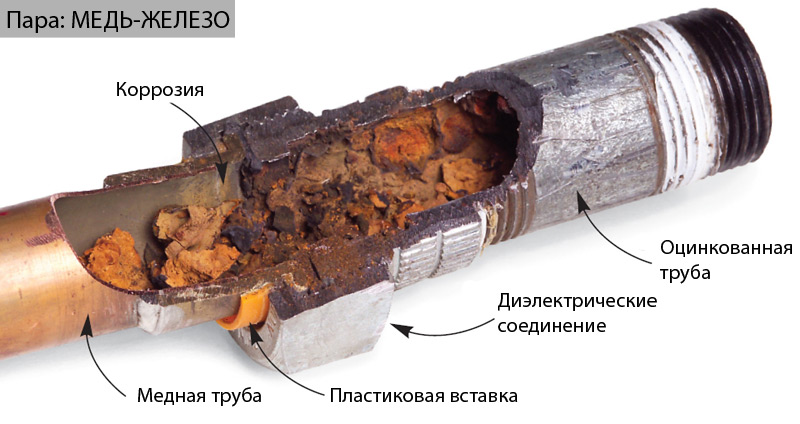 Пара: МЕДЬ-ЖЕЛЕЗО
Коррозия
Оцинкованная
труба
Диэлектрические
соединение
Медная труба
Пластиковая вставка